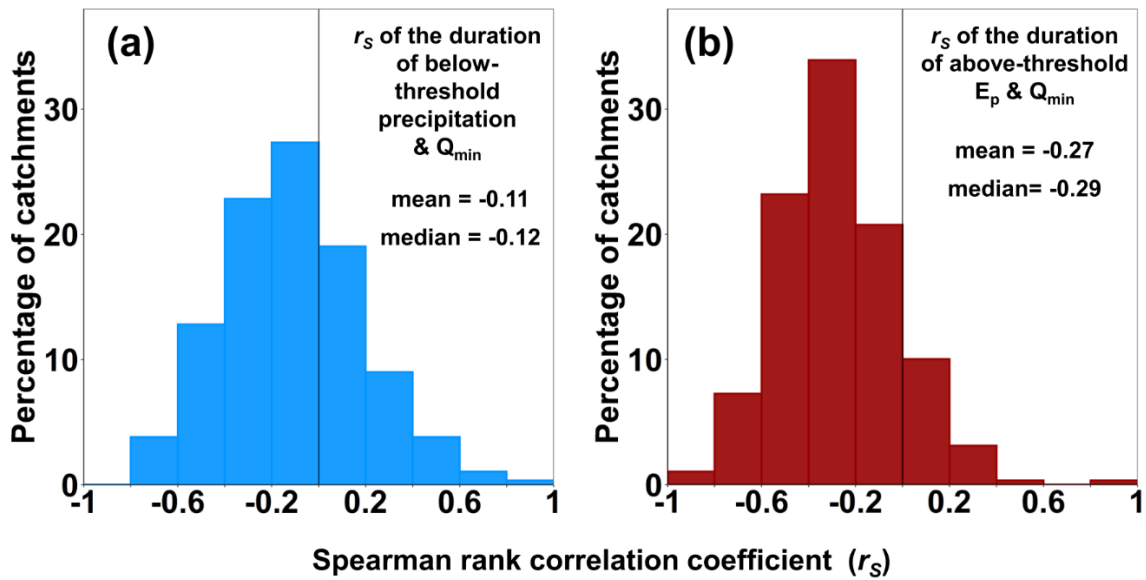 Percentage of catchments
(a)
rS of the duration
of below-
threshold
precipitation
& Qmin
mean = -0.11
median = -0.12
30
20
10
0
-1
-0.6
-0.2
0.2
0.6
1
Percentage of catchments
(b)
rS of the duration
of above-threshold
Ep & Qmin
mean = -0.27
median= -0.29
30
20
10
0
-1
-0.6
-0.2
0.2
0.6
1
Spearman rank correlation coefficient (rS)